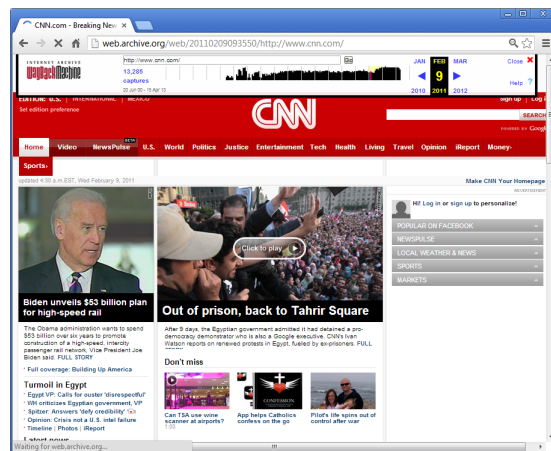 CNN.com - Breaking New
web.archive.org/web/20110209093550/http://www.cnn.com/
INTERNET ARCHIVE
WayBackMachine
http://www.cnn.com/
Go
13,285
captures
20 Jun 00 - 15 Apr 13
JAN FEB MAR
9
2010 2011 2012
Close
Help ?
EDITION: U.S. INTERNATIONAL MEXICO
Set edition preference
CNN
Sign up Log
SEARCH
POWERED BY Google
Home Video NewsPulse BETA U.S. World Politics Justice Entertainment Tech Health Living Travel Opinion iReport Money›
Sports›
updated 4:30 a.m. EST, Wed February 9, 2011
Make CNN Your Homepage
ADVERTISEMENT
Click to play
Biden unveils $53 billion plan
for high-speed rail
The Obama administration wants to spend
$53 billion over six years to promote
construction of a high-speed, intercity
passenger rail network, Vice President Joe
Biden said. FULL STORY
Full coverage: Building Up America
Turmoil in Egypt
Egypt VP: Calls for ouster 'disrespectful'
WH criticizes Egyptian government, VP
Spitzer: Answers 'defy credibility'
Opinion: Crisis not a U.S. intel failure
Timeline | Photos | iReport
Latest news
Out of prison, back to Tahrir Square
After 9 days, the Egyptian government admitted it had detained a pro-
democracy demonstrator who is also a Google executive. CNN's Ivan
Watson reports on renewed protests in Egypt, fueled by ex-prisoners. FULL
Don't miss
Can TSA use wine
scanner at airports?
1:03
CONFESSION
App helps Catholics
confess on the go
Pilot's life spins out of
control after war
Hi! Log in or sign up to personalize!
POPULAR ON FACEBOOK
NEWSPULSE
LOCAL WEATHER & NEWS
SPORTS
MARKETS
Waiting for web.archive.org...